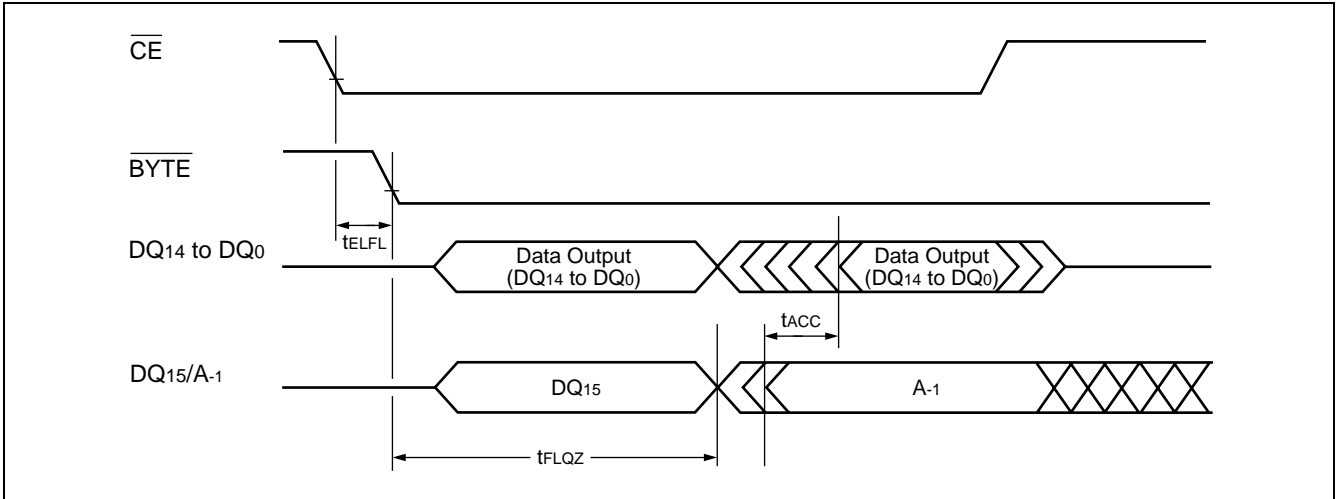 CE
BYTE
tELFL
DQ14 to DQ0
Data Output
(DQ14 to DQ0)
Data Output
(DQ14 to DQ0)
tACC
DQ15/A-1
DQ15
A-1
tFLQZ